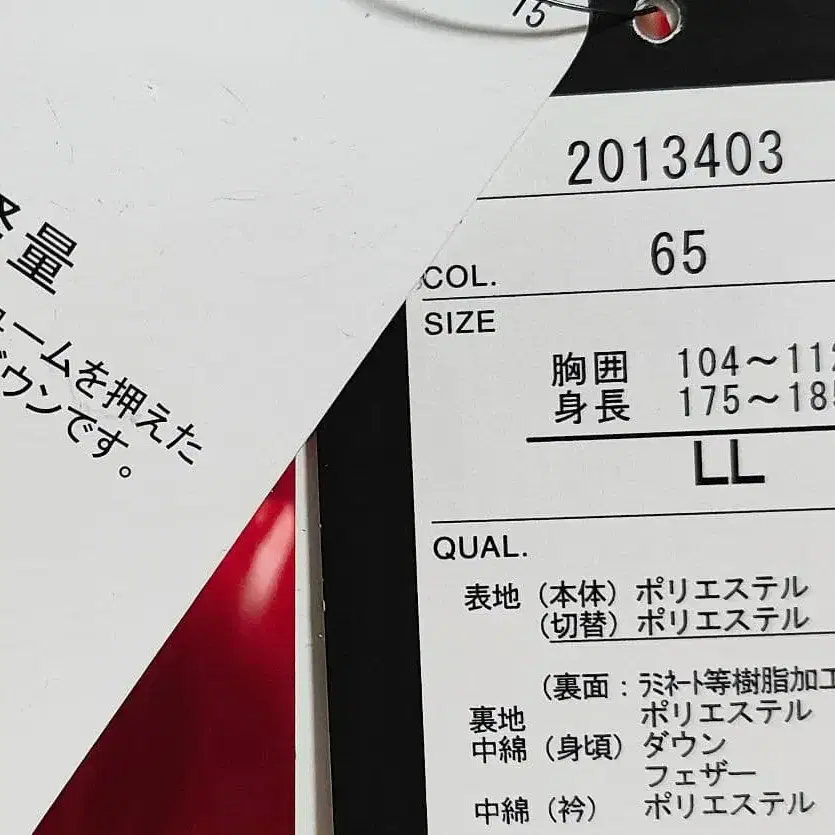 15
量
ームを押えた
ウンです。
2013403
COL. 65
SIZE
胸囲 104～112
身長 175～185
LL
QUAL.
表地 (本体) ポリエステル
(切替) ポリエステル
(裏面：ﾗﾐﾈｰﾄ等樹脂加工
裏地 ポリエステル
中綿 (身頃) ダウン
フェザー
中綿 (衿) ポリエステル